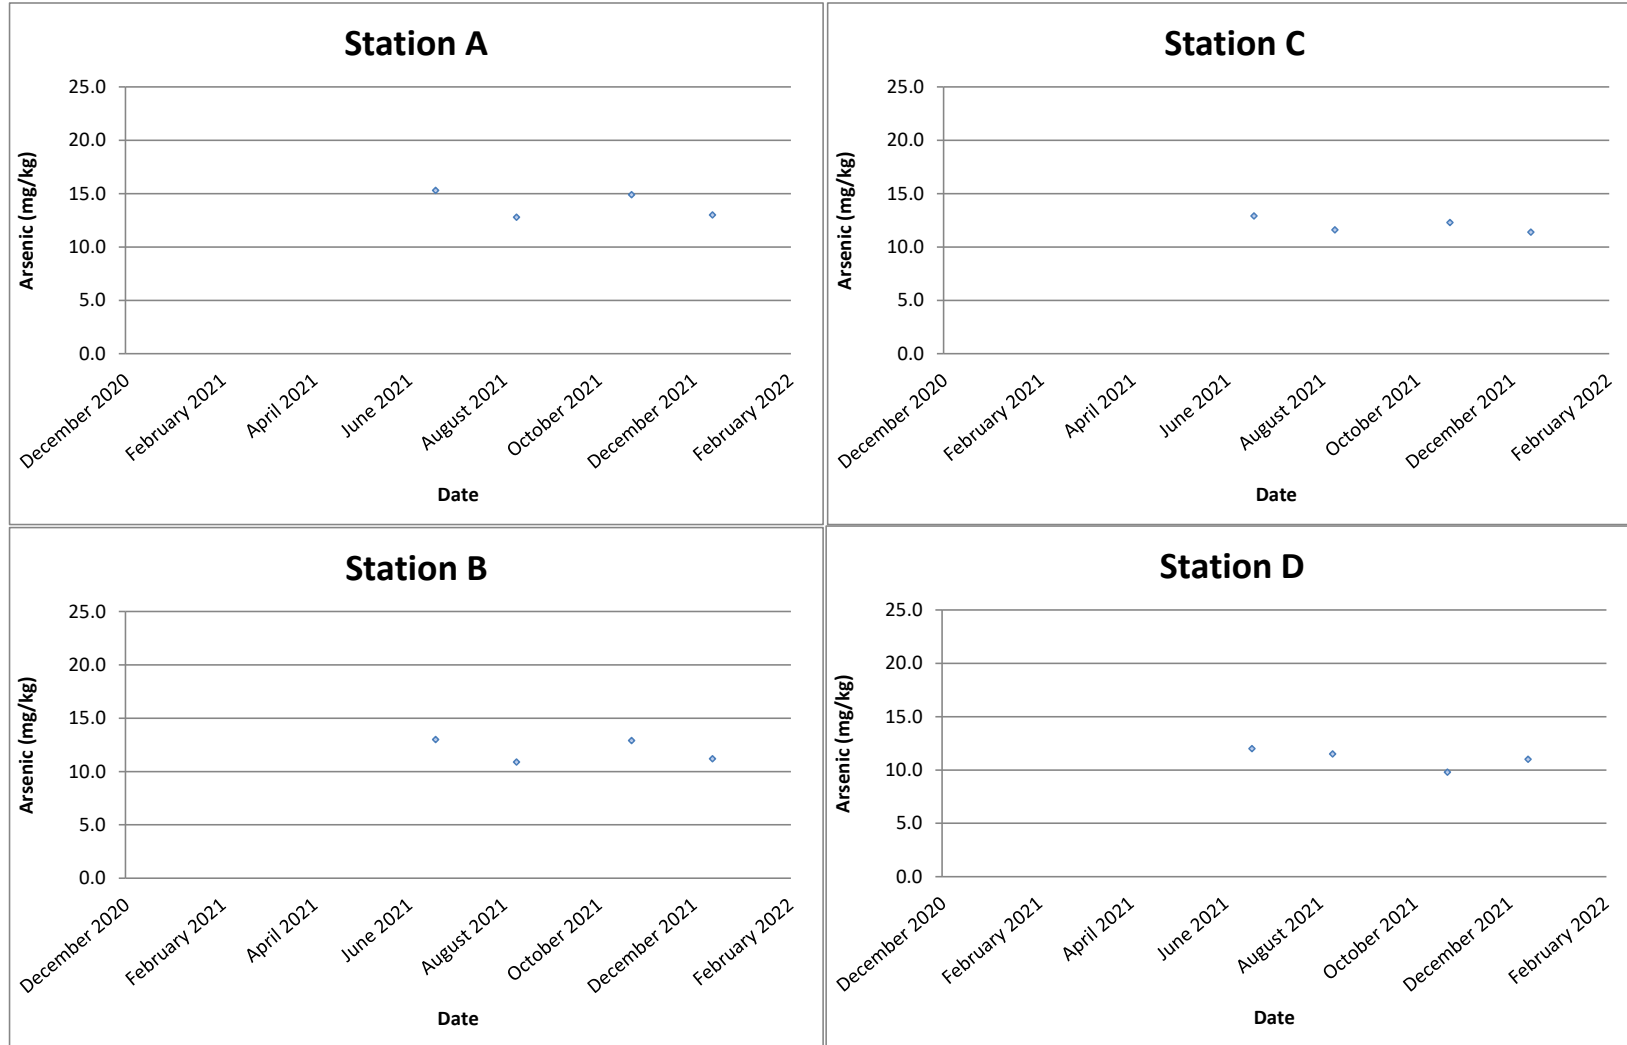 Station A
25.0
20.0
15.0
10.0
5.0
0.0
Arsenic (mg/kg)
December 2020
February 2021
April 2021
June 2021
August 2021
October 2021
December 2021
February 2022
Date
Station C
25.0
20.0
15.0
10.0
5.0
0.0
Arsenic (mg/kg)
December 2020
February 2021
April 2021
June 2021
August 2021
October 2021
December 2021
February 2022
Date
Station B
25.0
20.0
15.0
10.0
5.0
0.0
Arsenic (mg/kg)
December 2020
February 2021
April 2021
June 2021
August 2021
October 2021
December 2021
February 2022
Date
Station D
25.0
20.0
15.0
10.0
5.0
0.0
Arsenic (mg/kg)
December 2020
February 2021
April 2021
June 2021
August 2021
October 2021
December 2021
February 2022
Date